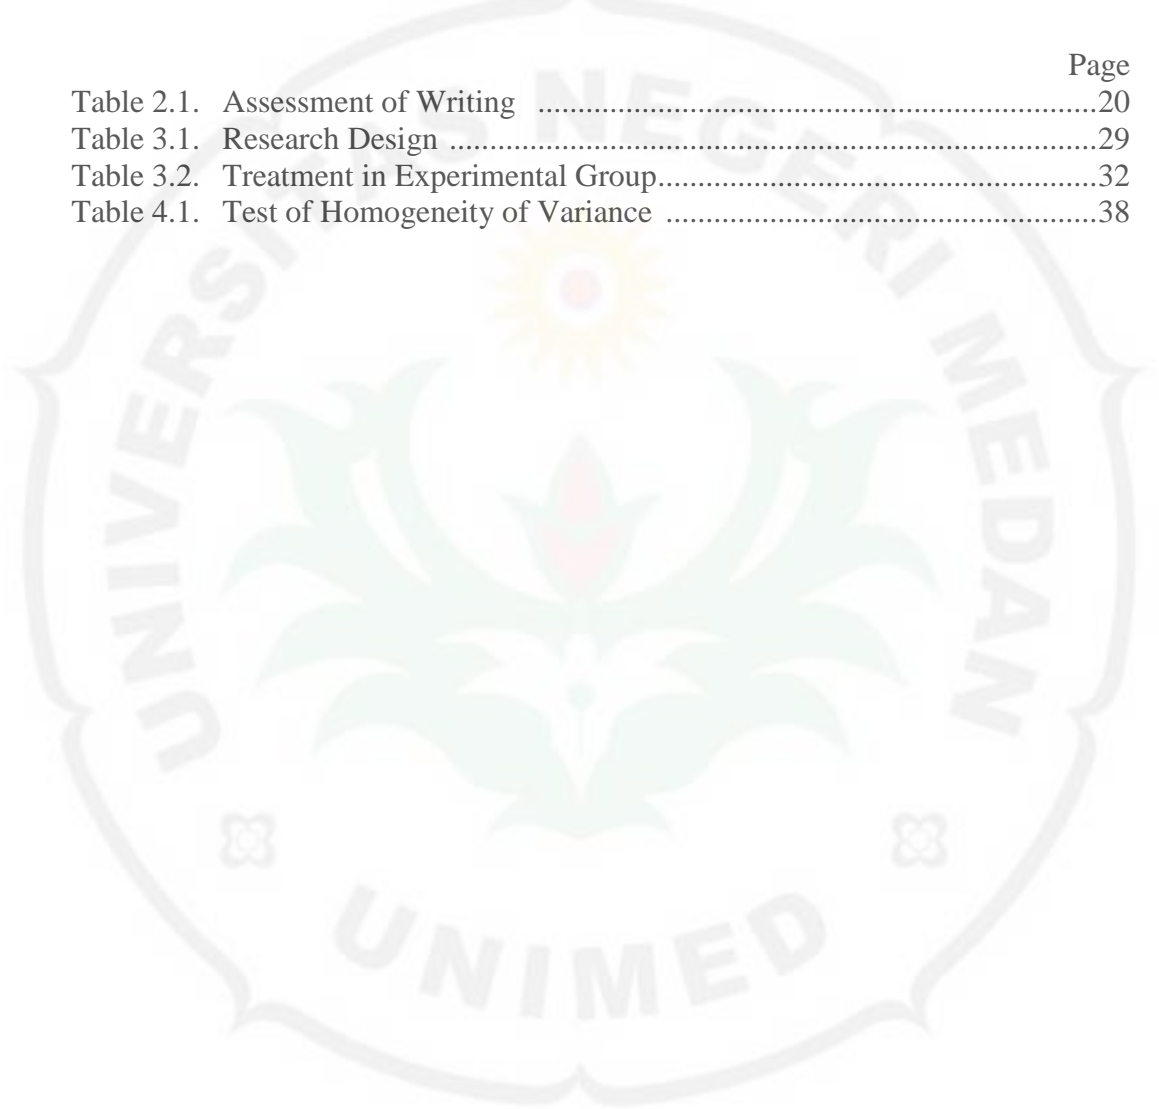 Page
Table 2.1. Assessment of Writing ................................................................20
Table 3.1. Research Design ..........................................................................29
Table 3.2. Treatment in Experimental Group..................................................32
Table 4.1. Test of Homogeneity of Variance .................................................38
UNIVERSITAS NEGERI MEDAN
UNIMED